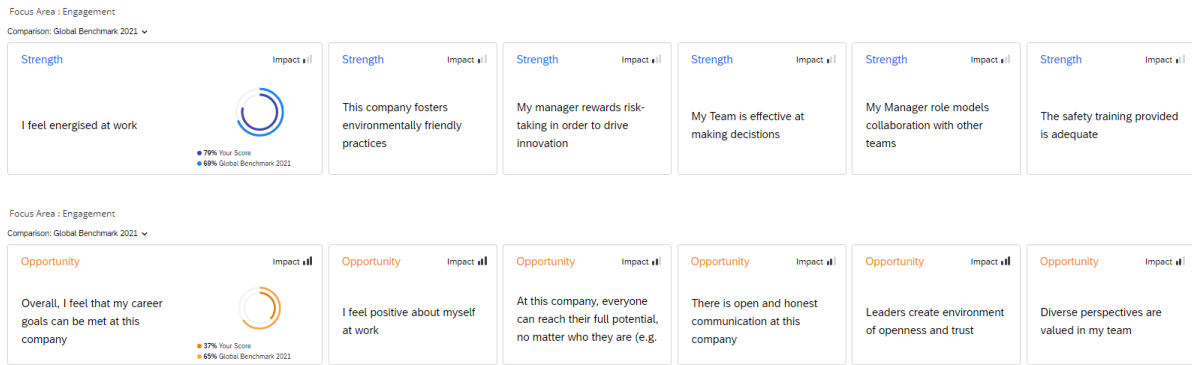 Focus Area : Engagement
Comparison: Global Benchmark 2021
Strength
Impact
I feel energised at work
79% Your Score
69% Global Benchmark 2021
Strength
Impact
This company fosters
environmentally friendly
practices
Strength
Impact
My manager rewards risk-
taking in order to drive
innovation
Strength
Impact
My Team is effective at
making decisions
Strength
Impact
My Manager role models
collaboration with other
teams
Strength
Impact
The safety training provided
is adequate
Focus Area : Engagement
Comparison: Global Benchmark 2021
Opportunity
Impact
Overall, I feel that my career
goals can be met at this
company
37% Your Score
65% Global Benchmark 2021
Opportunity
Impact
I feel positive about myself
at work
Opportunity
Impact
At this company, everyone
can reach their full potential,
no matter who they are (e.g.
Opportunity
Impact
There is open and honest
communication at this
company
Opportunity
Impact
Leaders create environment
of openness and trust
Opportunity
Impact
Diverse perspectives are
valued in my team